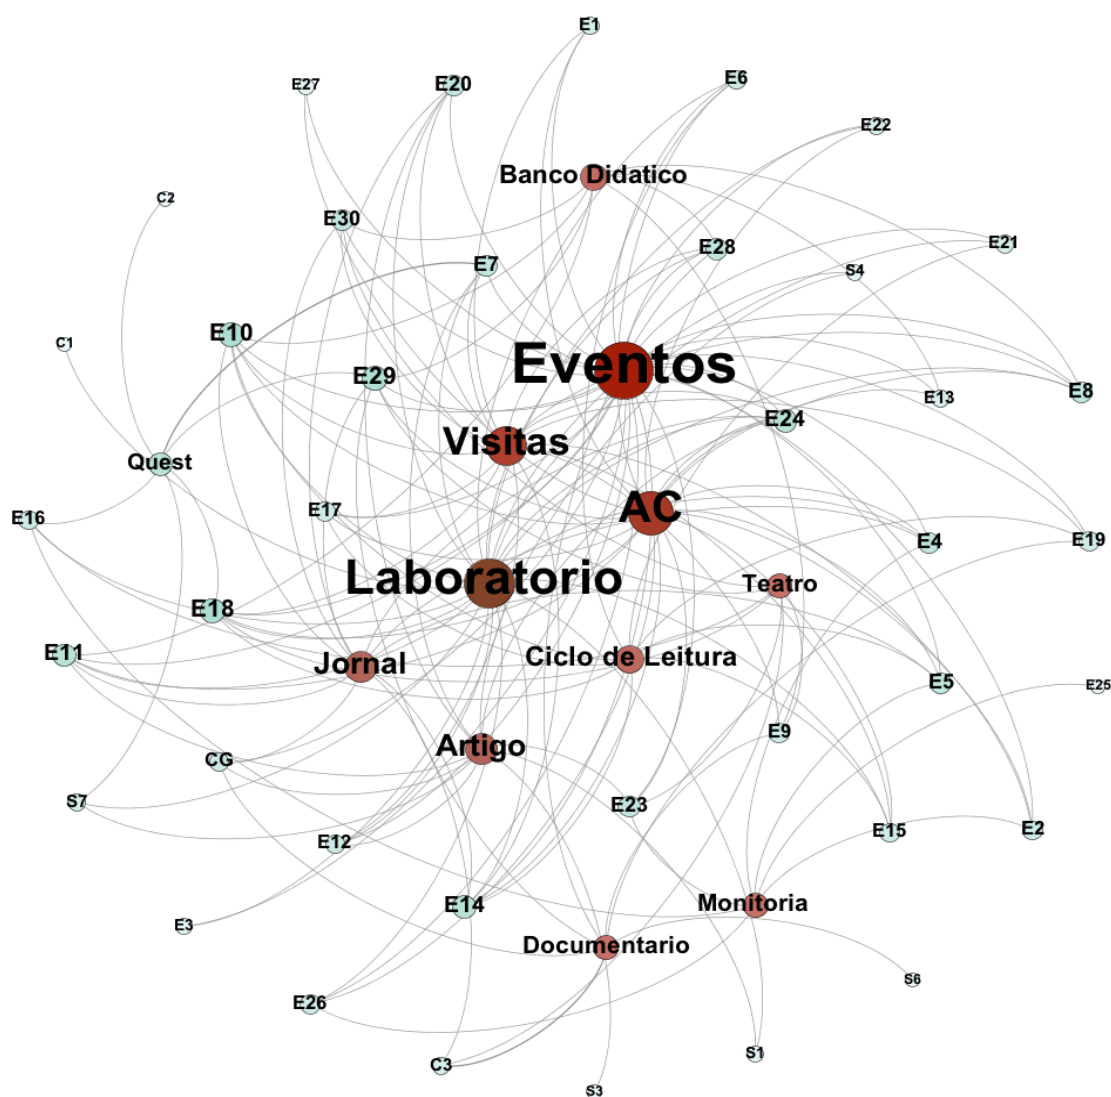 E1
E6
E27
E20
E22
Banco Didatico
C2
E30
E28
E21
E7
S4
E10
C1
Eventos
E29
E8
E13
E24
Visitas
Quest
AC
E17
E16
E4
E19
Laboratorio
Teatro
E18
E11
Jornal
Ciclo de Leitura
E5
E25
E9
Artigo
CG
S7
E23
E15
E2
E12
E14
Monitoria
E3
Documentario
S6
E26
S1
C3
S3